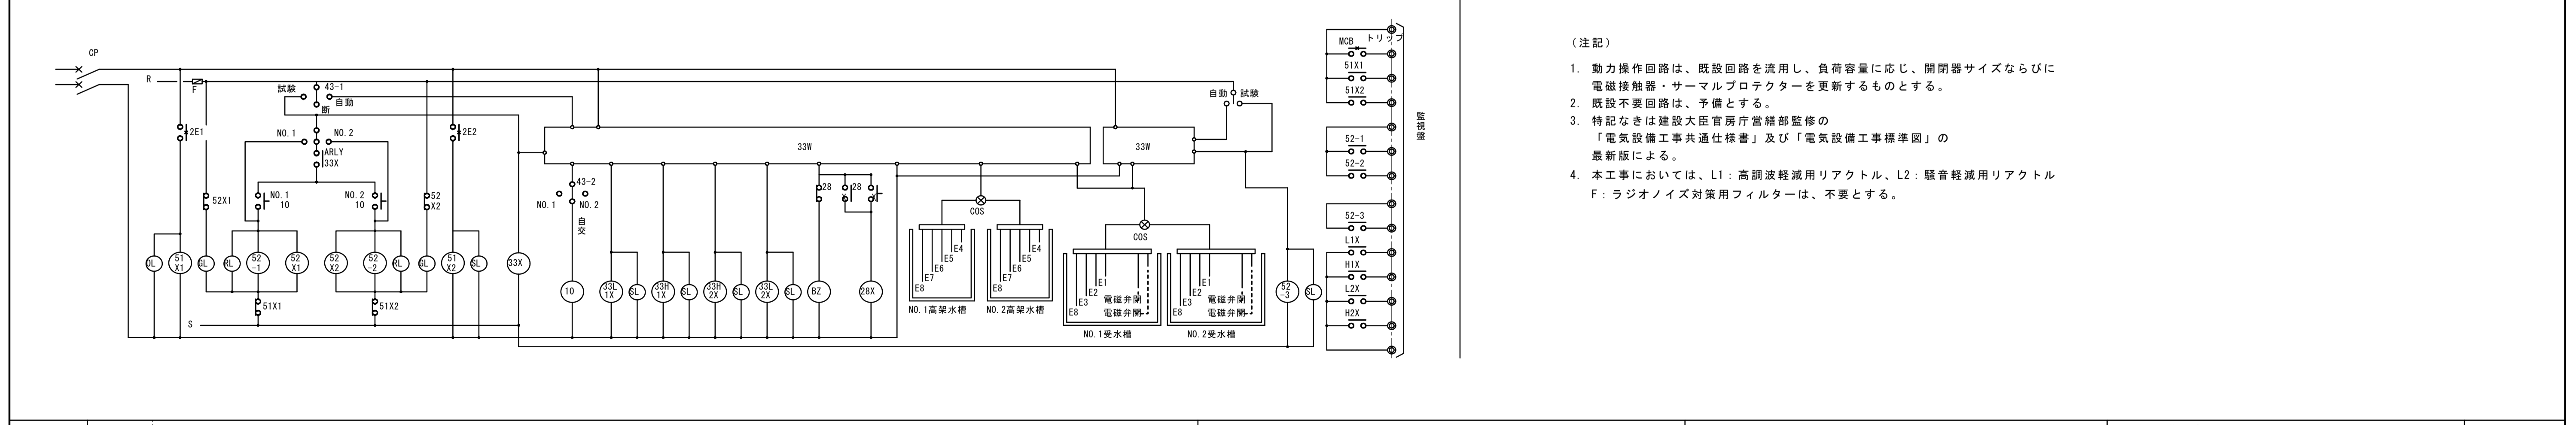 CP
R
F
試験
43-1
自動
断
2E1
NO.1
NO.2
ARLY
33X
2E2
52X1
NO.1
10
NO.2
10
52
X2
OL
51
X1
GL
RL
52
-1
52
X1
52
X2
52
-2
RL
GL
51
X2
SL
33X
51X1
51X2
S
33W
43-2
NO.1
NO.2
自
交
10
33L
1X
SL
33H
1X
SL
33H
2X
SL
33L
2X
SL
BZ
28X
28
28
X
X
COS
E4
E5
E6
E7
E8
NO.1高架水槽
E4
E5
E6
E7
E8
NO.2高架水槽
33W
自動
試験
COS
E1
E2
E3
E8
電磁弁閉
電磁弁開
NO.1受水槽
E1
E2
E3
E8
電磁弁閉
電磁弁開
NO.2受水槽
52
-3
SL
MCB
トリップ
51X1
51X2
52-1
52-2
52-3
L1X
H1X
L2X
H2X
監
視
盤
(注記)
1. 動力操作回路は、既設回路を流用し、負荷容量に応じ、開閉器サイズならびに
電磁接触器・サーマルプロテクターを更新するものとする。
2. 既設不要回路は、予備とする。
3. 特記なきは建設大臣官房庁営繕部監修の
「電気設備工事共通仕様書」及び「電気設備工事標準図」の
最新版による。
4. 本工事においては、L1:高調波軽減用リアクトル、L2:騒音軽減用リアクトル
F:ラジオノイズ対策用フィルターは、不要とする。